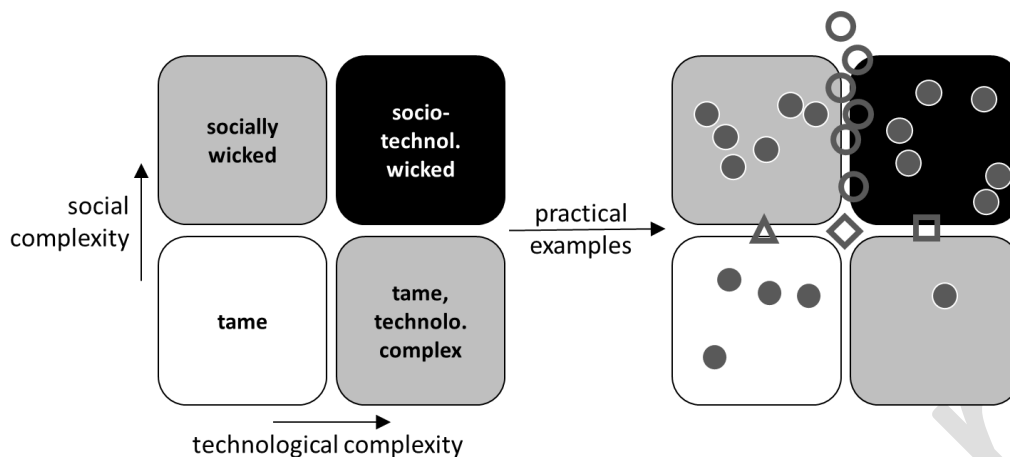 socially
wicked
socio-
technol.
wicked
social
complexity
practical
examples
tame
tame,
technolo.
complex
technological complexity